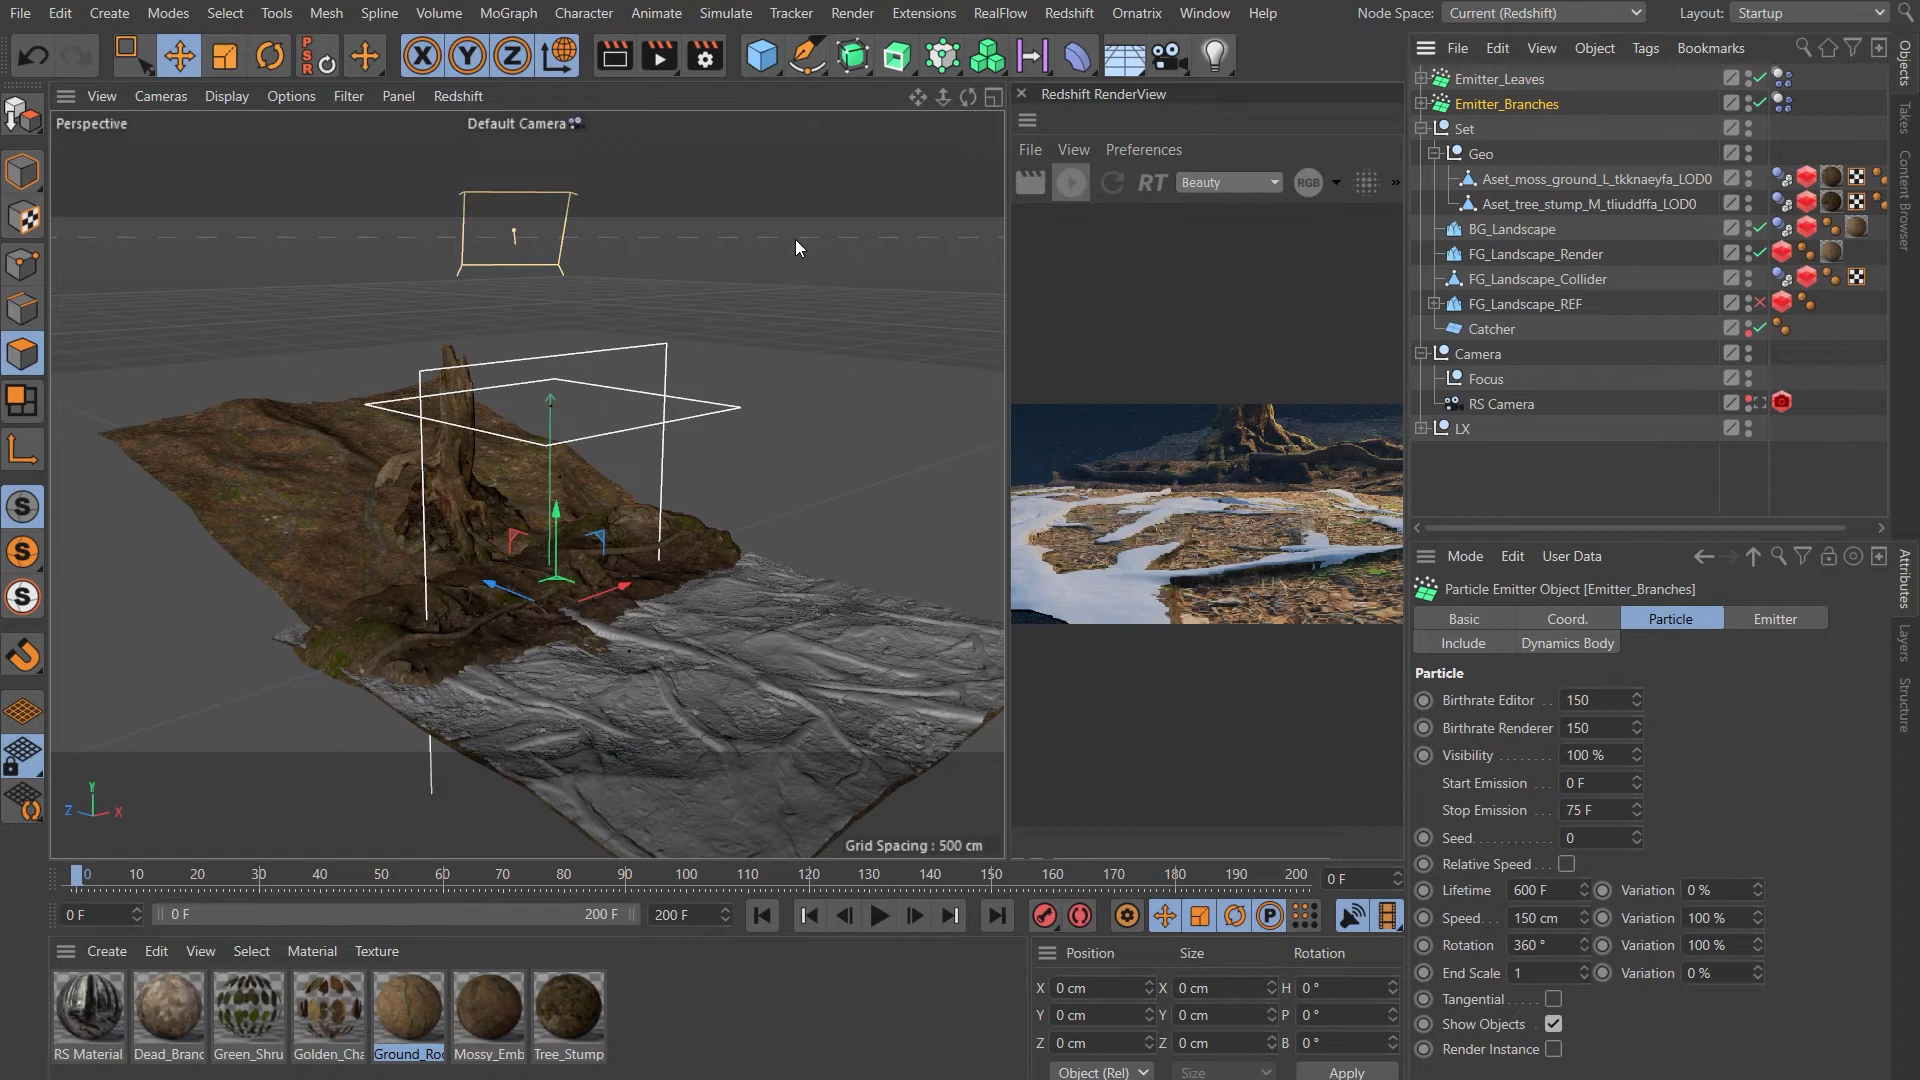 File Edit Create Modes Select Tools Mesh Spline Volume MoGraph Character Animate Simulate Tracker Render Extensions RealFlow Redshift Ornatrix Window Help Node Space: Current (Redshift) Layout: Startup
PSR X Y Z
File Edit View Object Tags Bookmarks
Objects
Takes
Content Browser
View Cameras Display Options Filter Panel Redshift
Perspective
Default Camera
Redshift RenderView
File View Preferences
RT Beauty RGB »
Emitter_Leaves
Emitter_Branches
Set
Geo
Aset_moss_ground_L_tkknaeyfa_LOD0
Aset_tree_stump_M_tliuddffa_LOD0
BG_Landscape
FG_Landscape_Render
FG_Landscape_Collider
FG_Landscape_REF
Catcher
Camera
Focus
RS Camera
LX
S
S
S
Y
Z X
Grid Spacing : 500 cm
Mode Edit User Data
Attributes
Layers
Structure
Particle Emitter Object [Emitter_Branches]
Basic Coord. Particle Emitter
Include Dynamics Body
Particle
Birthrate Editor . . 150
Birthrate Renderer 150
Visibility . . . . . . . . 100 %
Start Emission . . . 0 F
Stop Emission . . . 75 F
Seed. . . . . . . . . . . 0
Relative Speed . . .
Lifetime 600 F Variation 0 %
Speed. . . 150 cm Variation 100 %
Rotation 360 ° Variation 100 %
End Scale 1 Variation 0 %
Tangential . . . . .
Show Objects .
Render Instance
0 10 20 30 40 50 60 70 80 90 100 110 120 130 140 150 160 170 180 190 200 0 F
0 F 0 F 200 F 200 F P
Create Edit View Select Material Texture
RS Material Dead_Branc Green_Shru Golden_Cha Ground_Roo Mossy_Emb Tree_Stump
Position Size Rotation
X 0 cm X 0 cm H 0 °
Y 0 cm Y 0 cm P 0 °
Z 0 cm Z 0 cm B 0 °
Object (Rel) Size Apply